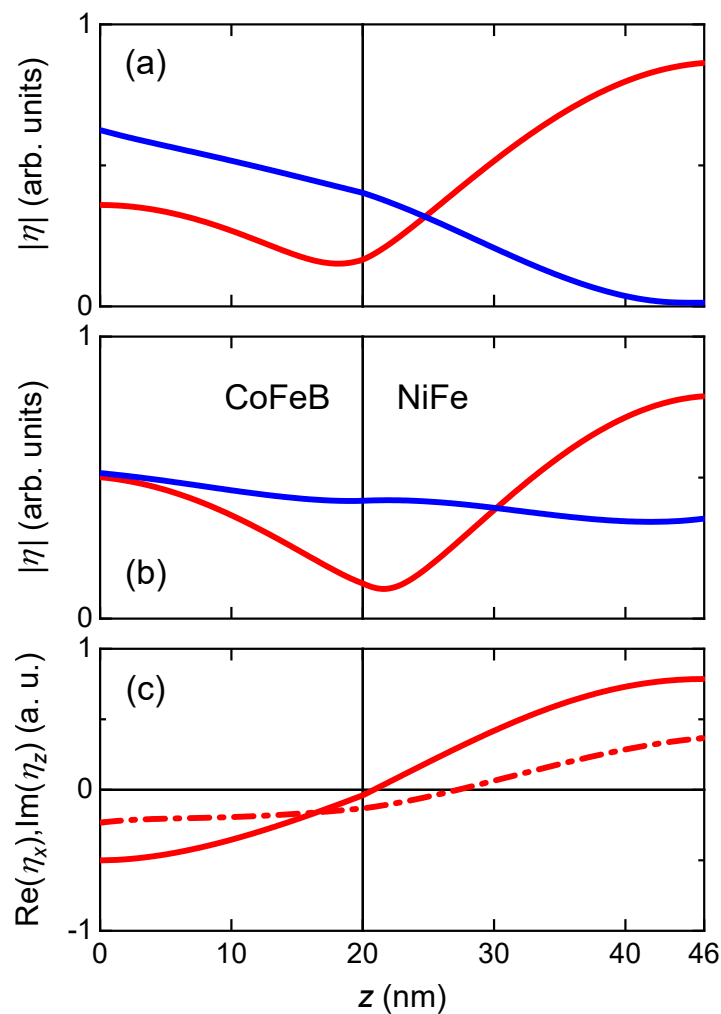 1
(a)
|η| (arb. units)
0
1
CoFeB
NiFe
|η| (arb. units)
(b)
0
1
(c)
Re(ηx),Im(ηz) (a. u.)
0
-1
0 10 20 30 40 46
z (nm)